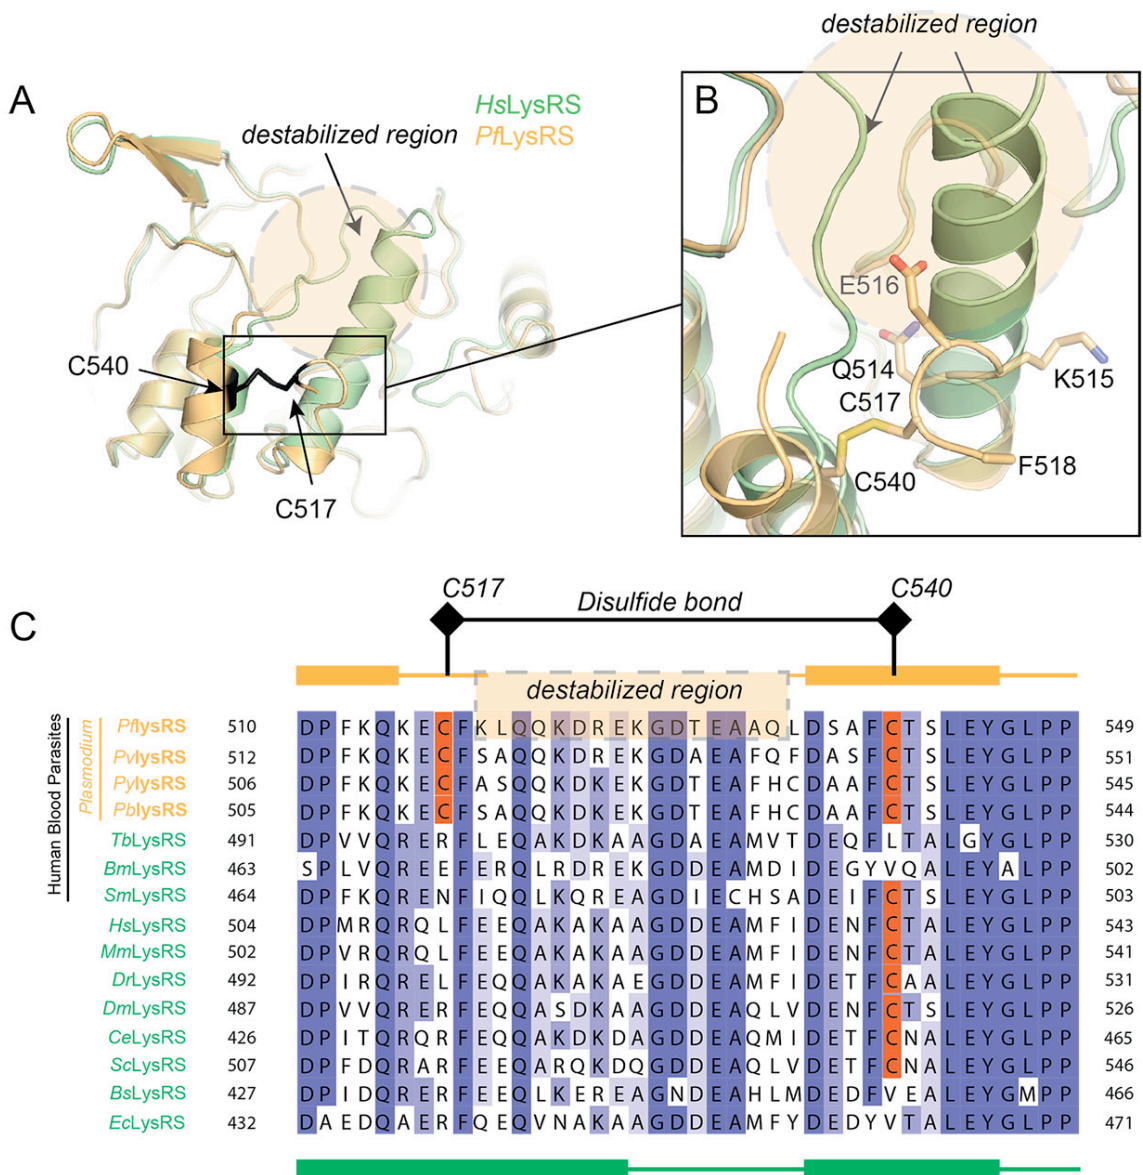 destabilized region
A
HsLysRS
PfLysRS
destabilized region
B
C540
C517
E516
Q514
C517
K515
C540
F518
C
C517
C540
Disulfide bond
destabilized region
Human Blood Parasites
Plasmodium
PflysRS 510 DPFKQKECFKLQQKDREKGDTEAAQLDSAFCTSLEYGLPP 549
PvlysRS 512 DPFKQKECFSAQQKDREKGDAEAFQFDASFCTSLEYGLPP 551
PylysRS 506 DPFKQKECFASQQKDKEKGDTEAFHCDAAFCTSLEYGLPP 545
PblysRS 505 DPFKQKECFSAQQKDKEKGDTEAFHCDAAFCTSLEYGLPP 544
TbLysRS 491 DPVVQRERFLEQAKDKAAGDAEAMVTDEQFLTALGYGLPP 530
BmLysRS 463 SPLVQREEFERQLRDREKGDDEAMDIDEGYVQALEYALPP 502
SmLysRS 464 DPFKQRENFIQQLKQREAGDIECHSADEIFCTSLEYGLPP 503
HsLysRS 504 DPMRQRQLFEEQAKAKAAGDDEAMFIDENFCTALEYGLPP 543
MmLysRS 502 DPVRQRQLFEEQAKAKAAGDDEAMFIDENFCTALEYGLPP 541
DrLysRS 492 DPIRQRELFEQQAKAKAEGDDEAMFIDETFCAALEYGLPP 531
DmLysRS 487 DPVVQRERFEQQASDKAAGDDEAQLVDENFCTSLEYGLPP 526
CeLysRS 426 DPITQRQRFEQQAKDKDAGDDEAQMIDETFCNALEYGLPP 465
ScLysRS 507 DPFDQRARFEEQARQKDQGDDEAQLVDETFCNALEYGLPP 546
BsLysRS 427 DPIDQRERFEEQLKEREAGNDEAHLMDEDFVEALEYGMPP 466
EcLysRS 432 DAEDQAERFQEQVNAKAAGDDEAMFYDEDYVTALEYGLPP 471